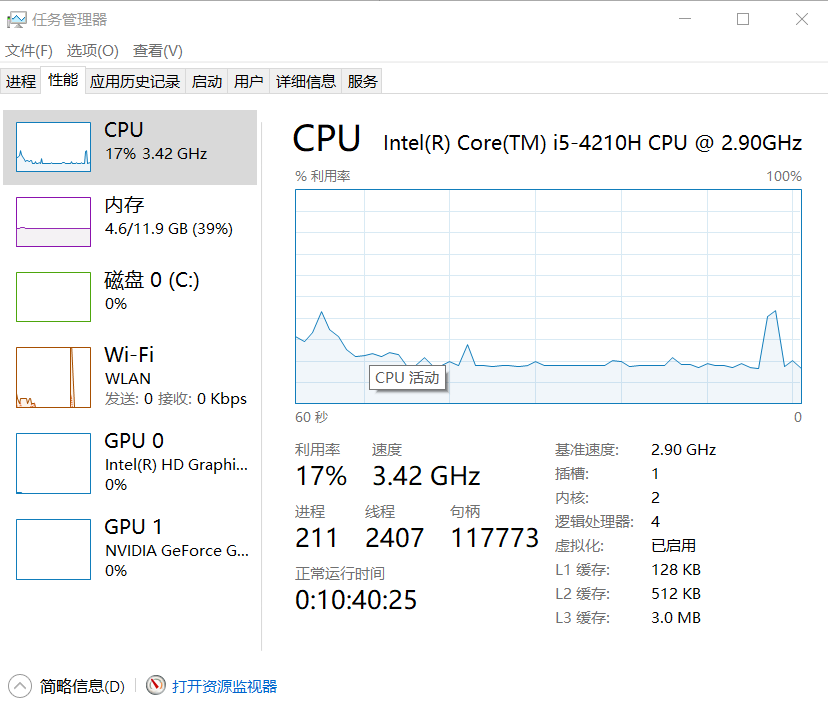 任务管理器
文件(F) 选项(O) 查看(V)
进程 性能 应用历史记录 启动 用户 详细信息 服务
CPU
17% 3.42 GHz
内存
4.6/11.9 GB (39%)
磁盘 0 (C:)
0%
Wi-Fi
WLAN
发送: 0 接收: 0 Kbps
GPU 0
Intel(R) HD Graphi...
0%
GPU 1
NVIDIA GeForce G...
0%
CPU Intel(R) Core(TM) i5-4210H CPU @ 2.90GHz
% 利用率 100%
CPU 活动
60 秒 0
利用率 速度
17% 3.42 GHz
进程 线程 句柄
211 2407 117773
正常运行时间
0:10:40:25
基准速度: 2.90 GHz
插槽: 1
内核: 2
逻辑处理器: 4
虚拟化: 已启用
L1 缓存: 128 KB
L2 缓存: 512 KB
L3 缓存: 3.0 MB
简略信息(D) 打开资源监视器